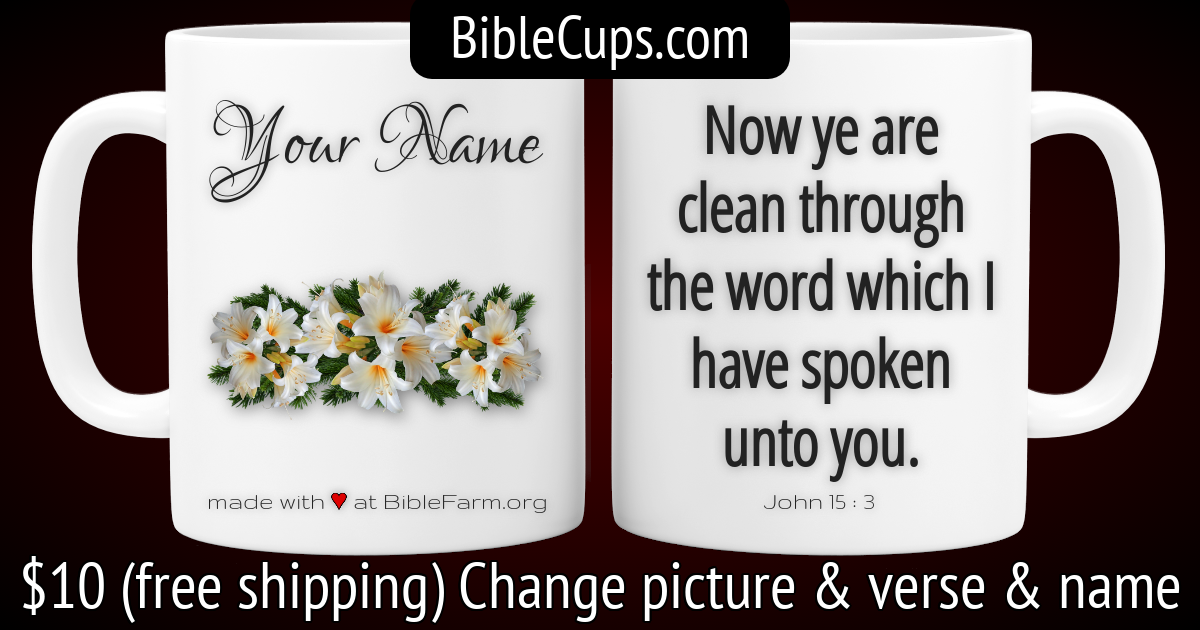 BibleCups.com
Your Name
made with ♥ at BibleFarm.org
Now ye are
clean through
the word which I
have spoken
unto you.
John 15 : 3
$10 (free shipping) Change picture & verse & name